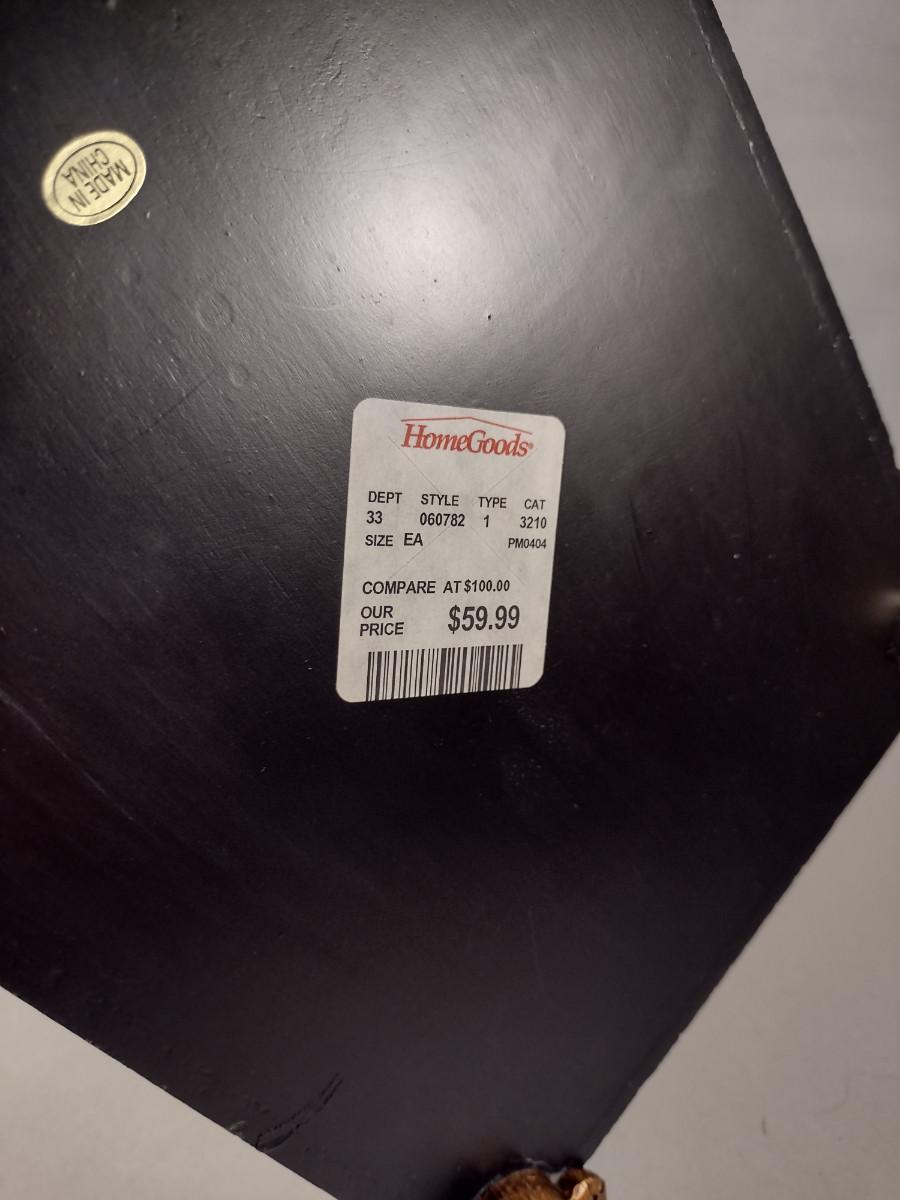 MADE IN
CHINA
HomeGoods®
DEPT STYLE TYPE CAT
33 060782 1 3210
SIZE EA PM0404
COMPARE AT $100.00
OUR
PRICE $59.99